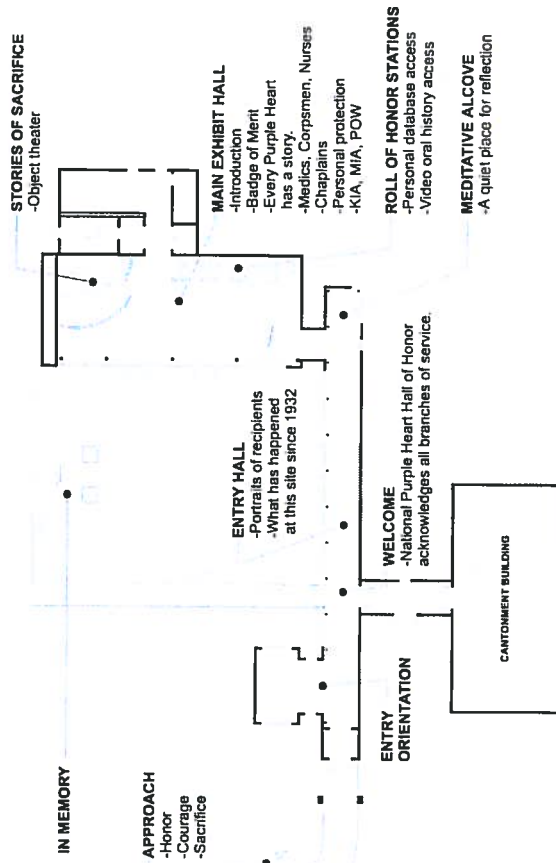 IN MEMORY
APPROACH
-Honor
-Courage
-Sacrifice
ENTRY HALL
-Portraits of recipients
-What has happened
at this site since 1932
ENTRY
ORIENTATION
WELCOME
-National Purple Heart Hall of Honor
acknowledges all branches of service.
CANTONMENT BUILDING
STORIES OF SACRIFICE
-Object theater
MAIN EXHIBIT HALL
-Introduction
-Badge of Merit
-Every Purple Heart
has a story.
-Medics, Corpsmen, Nurses
-Chaplains
-Personal protection
-KIA, MIA, POW
ROLL OF HONOR STATIONS
-Personal database access
-Video oral history access
MEDITATIVE ALCOVE
-A quiet place for reflection